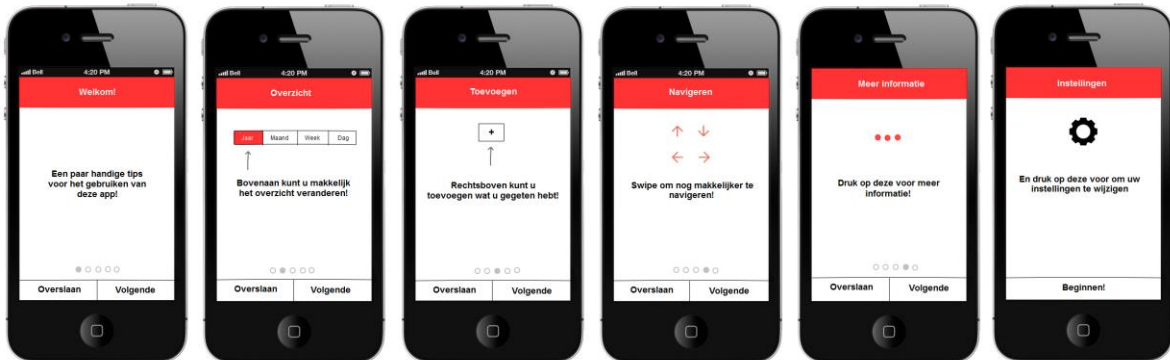 Bell 4:20 PM
Welkom!
Een paar handige tips
voor het gebruiken van
deze app!
Overslaan Volgende
Bell 4:20 PM
Overzicht
Jaar Maand Week Dag
Bovenaan kunt u makkelijk
het overzicht veranderen!
Overslaan Volgende
Bell 4:20 PM
Toevoegen
+
Rechtsboven kunt u
toevoegen wat u gegeten hebt!
Overslaan Volgende
Bell 4:20 PM
Navigeren
Swipe om nog makkelijker te
navigeren!
Overslaan Volgende
Meer informatie
Druk op deze voor meer
informatie!
Overslaan Volgende
Instellingen
En druk op deze voor om uw
instellingen te wijzigen
Beginnen!